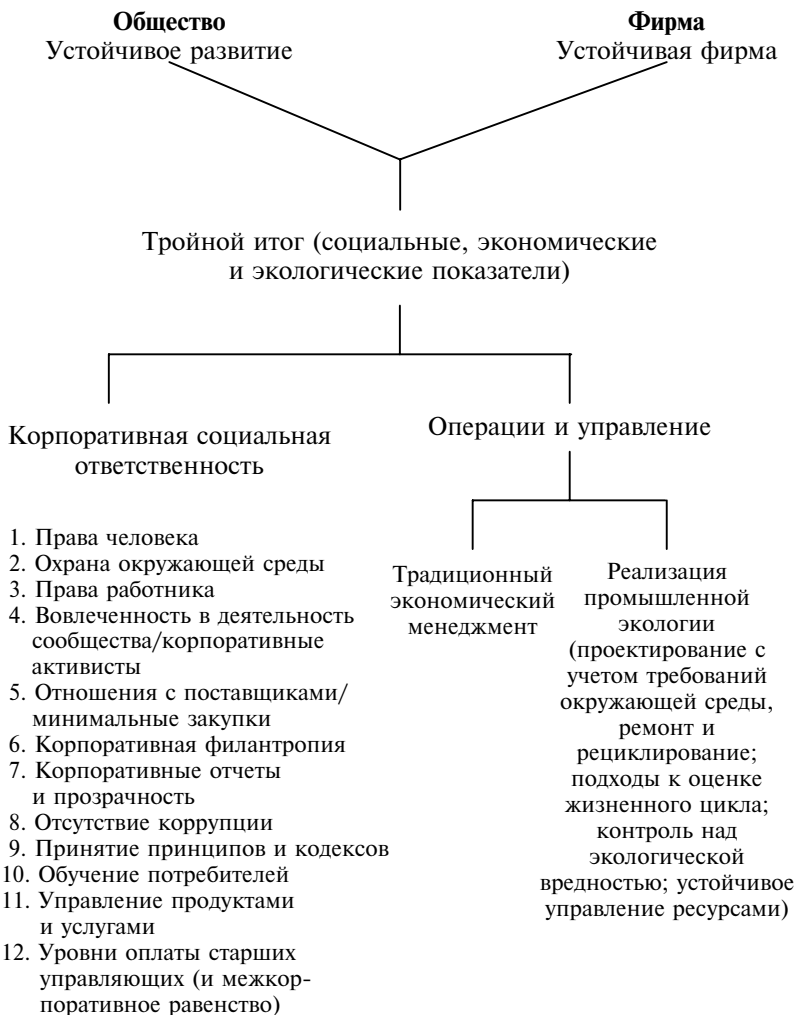 Общество
Устойчивое развитие
Фирма
Устойчивая фирма
Тройной итог (социальные, экономические
и экологические показатели)
Корпоративная социальная
ответственность
Операции и управление
1. Права человека
2. Охрана окружающей среды
3. Права работника
4. Вовлеченность в деятельность
сообщества/корпоративные
активисты
5. Отношения с поставщиками/
минимальные закупки
6. Корпоративная филантропия
7. Корпоративные отчеты
и прозрачность
8. Отсутствие коррупции
9. Принятие принципов и кодексов
10. Обучение потребителей
11. Управление продуктами
и услугами
12. Уровни оплаты старших
управляющих (и межкор-
поративное равенство)
Традиционный
экономический
менеджмент
Реализация
промышленной
экологии
(проектирование с
учетом требований
окружающей среды,
ремонт и
рециклирование;
подходы к оценке
жизненного цикла;
контроль над
экологической
вредностью; устойчивое
управление ресурсами)